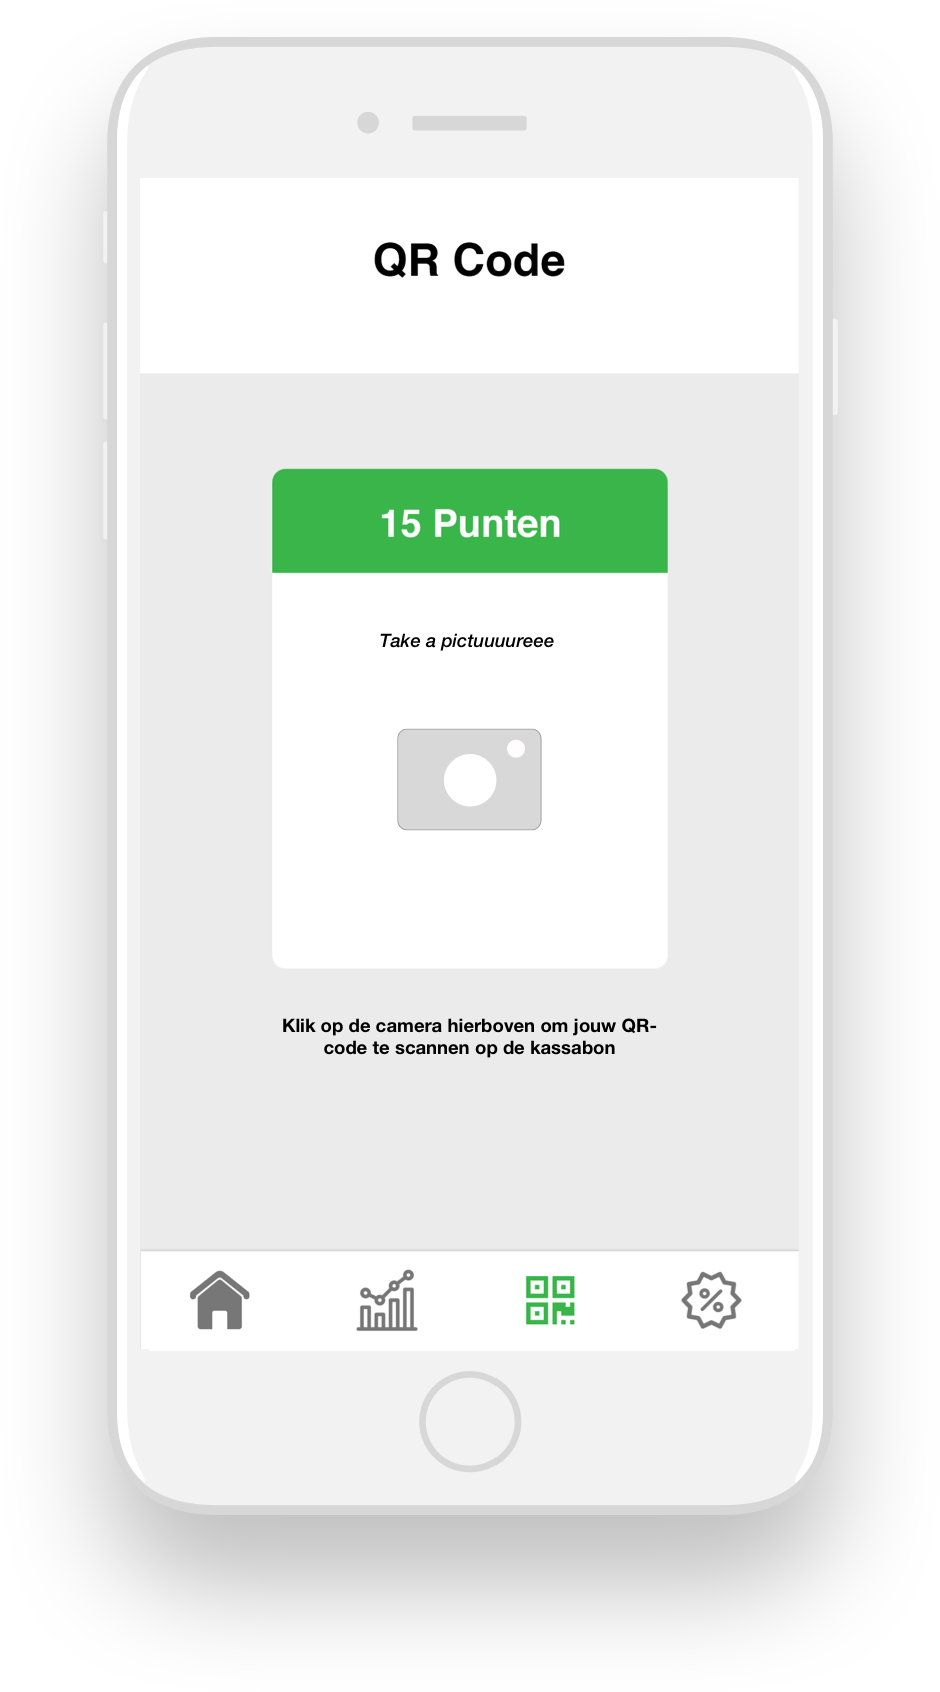 QR Code
15 Punten
Take a pictuuuureee
Klik op de camera hierboven om jouw QR-
code te scannen op de kassabon